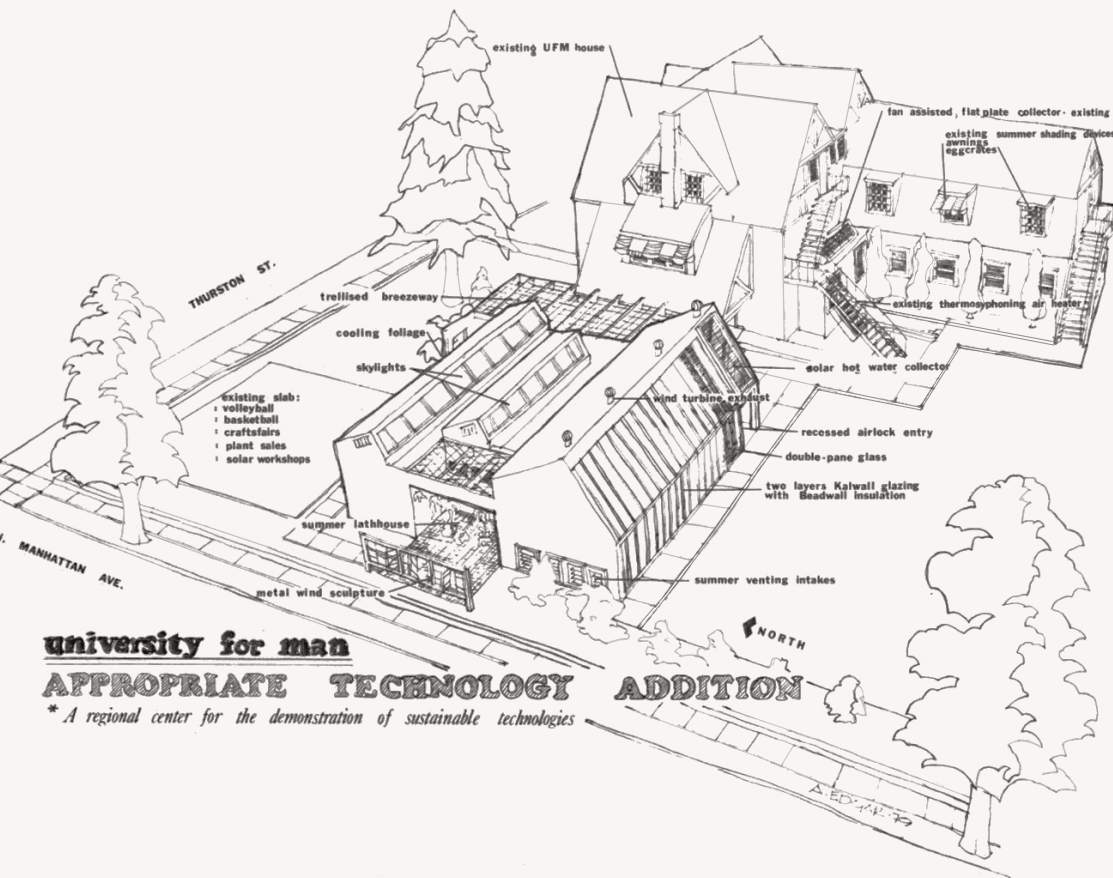 existing UFM house
fan assisted, flat plate collector - existing
existing summer shading devices
awnings
eggcrates
THURSTON ST.
trellised breezeway
existing thermosyphoning air heater
cooling foliage
skylights
solar hot water collector
existing slab:
volleyball
basketball
craftsfairs
plant sales
solar workshops
wind turbine exhaust
recessed airlock entry
double-pane glass
two layers Kalwall glazing
with Beadwall insulation
summer lathhouse
MANHATTAN AVE.
summer venting intakes
metal wind sculpture
NORTH
university for man
APPROPRIATE TECHNOLOGY ADDITION
* A regional center for the demonstration of sustainable technologies